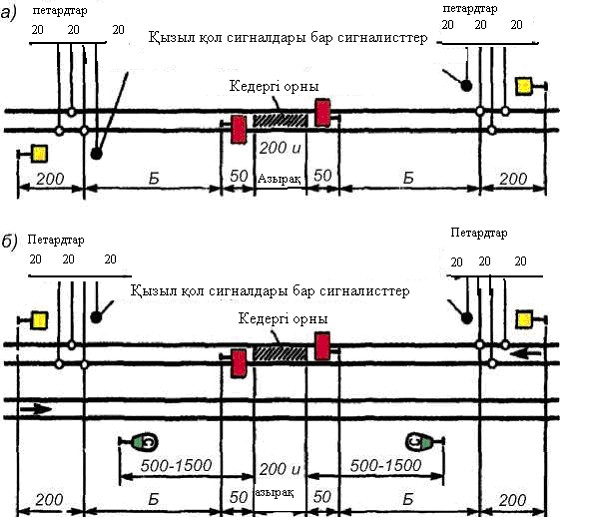 а)
петардтар
20 20 20
Қызыл қол сигналдары бар сигналисттер
петардтар
20 20 20
Кедергі орны
200 и
Азырақ
200 Б 50 50 Б 200
б)
Петардтар
20 20 20
Қызыл қол сигналдары бар сигналисттер
Петардтар
20 20 20
Кедергі орны
С С
500-1500 200 и 500-1500
азырақ
200 Б 50 50 Б 200